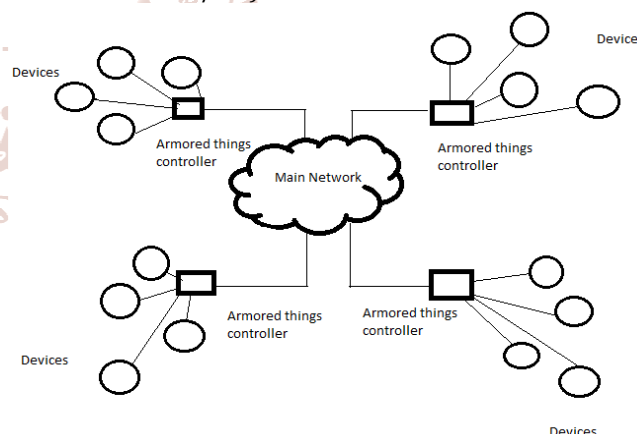 Devices
Device
Armored things
controller
Armored things
controller
Main Network
Armored things
controller
Armored things
controller
Devices
Devices